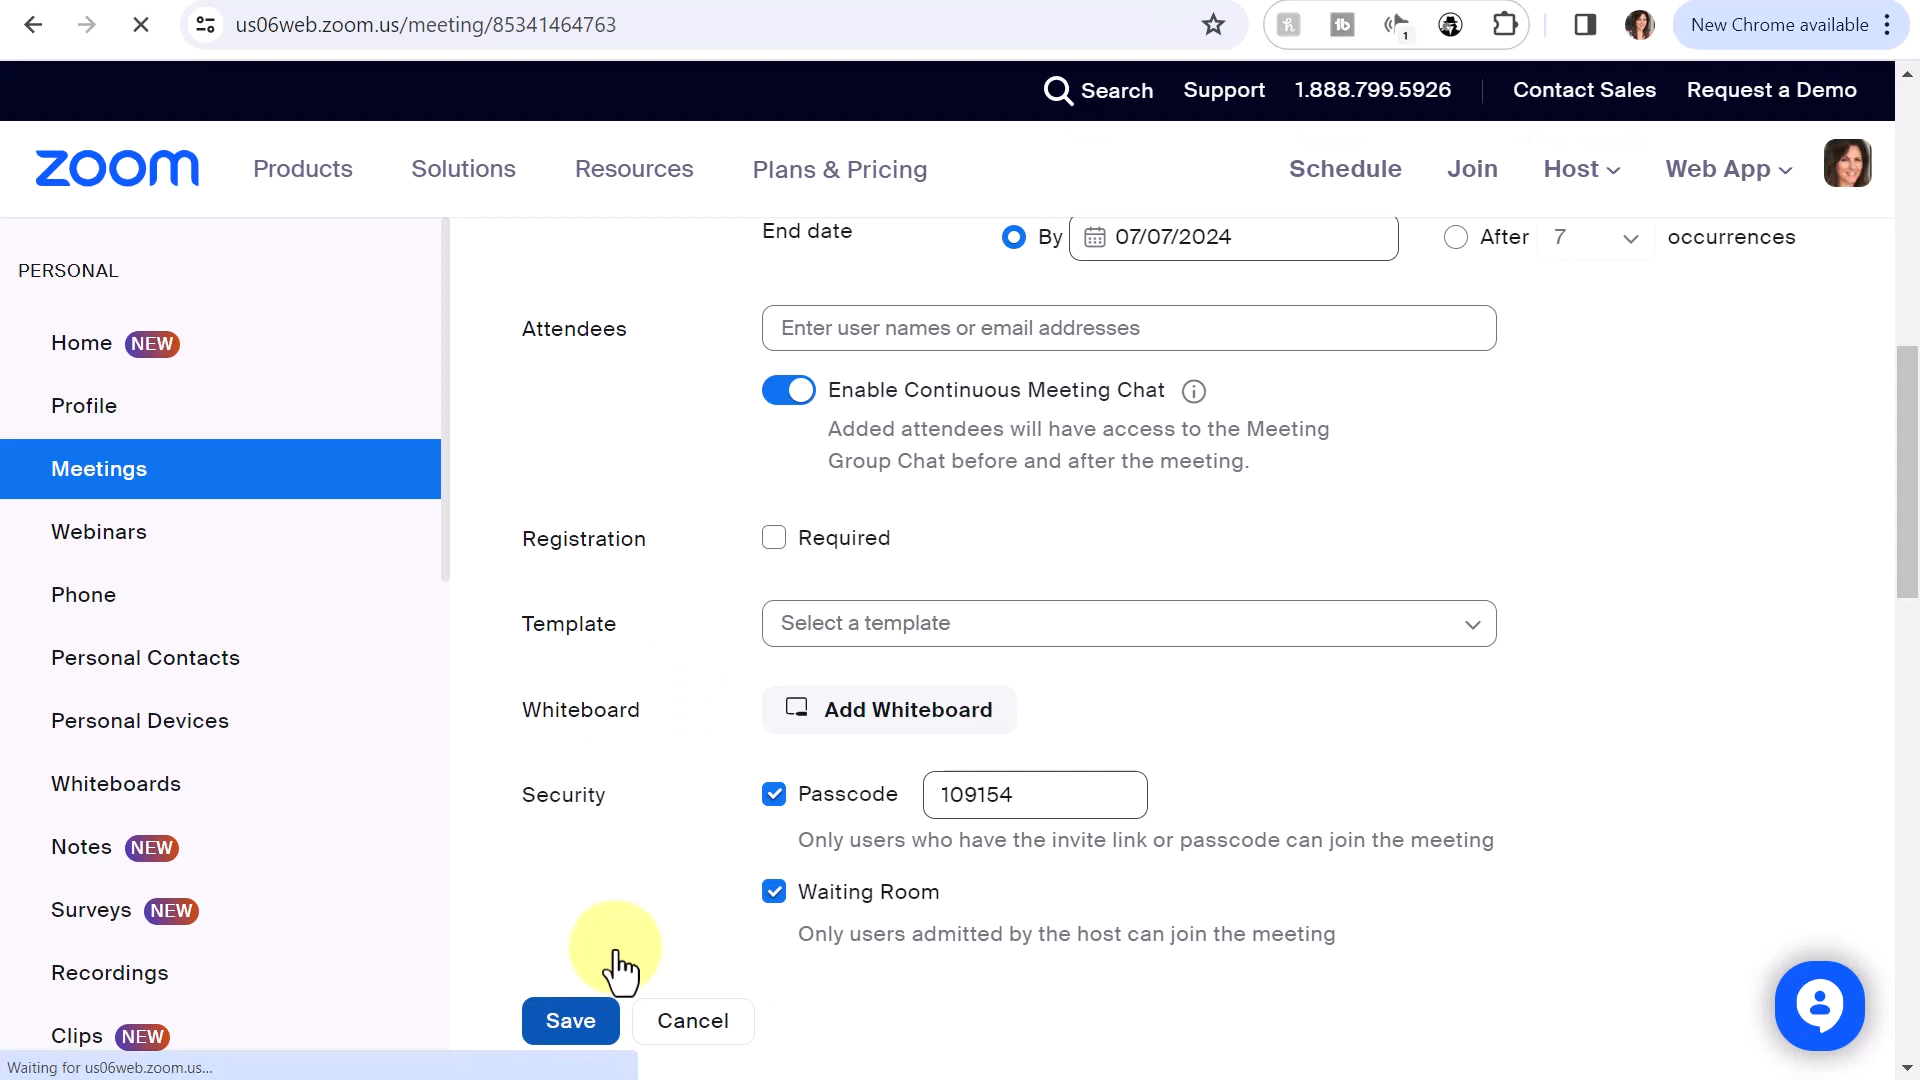 us06web.zoom.us/meeting/85341464763
1
New Chrome available
Search
Support
1.888.799.5926
Contact Sales
Request a Demo
zoom
Products
Solutions
Resources
Plans & Pricing
Schedule
Join
Host
Web App
PERSONAL
Home NEW
Profile
Meetings
Webinars
Phone
Personal Contacts
Personal Devices
Whiteboards
Notes NEW
Surveys NEW
Recordings
Clips NEW
End date
By 07/07/2024
After 7 occurrences
Attendees
Enter user names or email addresses
Enable Continuous Meeting Chat
Added attendees will have access to the Meeting
Group Chat before and after the meeting.
Registration
Required
Template
Select a template
Whiteboard
Add Whiteboard
Security
Passcode 109154
Only users who have the invite link or passcode can join the meeting
Waiting Room
Only users admitted by the host can join the meeting
Save
Cancel
Waiting for us06web.zoom.us...